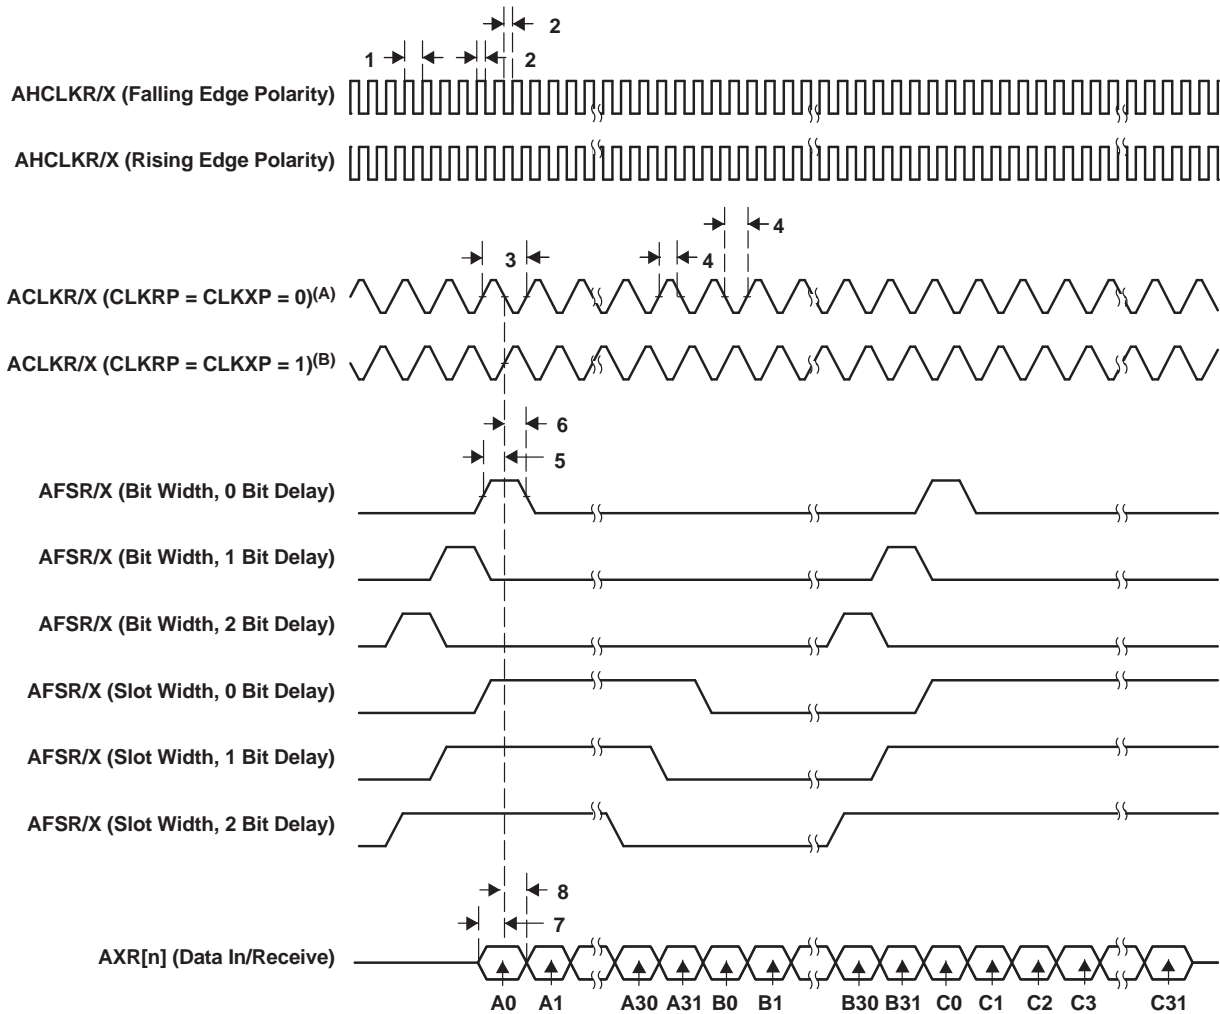 2
1
2
AHCLKR/X (Falling Edge Polarity)
AHCLKR/X (Rising Edge Polarity)
4
3
4
ACLKR/X (CLKRP = CLKXP = 0)(A)
ACLKR/X (CLKRP = CLKXP = 1)(B)
6
5
AFSR/X (Bit Width, 0 Bit Delay)
AFSR/X (Bit Width, 1 Bit Delay)
AFSR/X (Bit Width, 2 Bit Delay)
AFSR/X (Slot Width, 0 Bit Delay)
AFSR/X (Slot Width, 1 Bit Delay)
AFSR/X (Slot Width, 2 Bit Delay)
8
7
AXR[n] (Data In/Receive)
A0 A1 A30 A31 B0 B1 B30 B31 C0 C1 C2 C3 C31